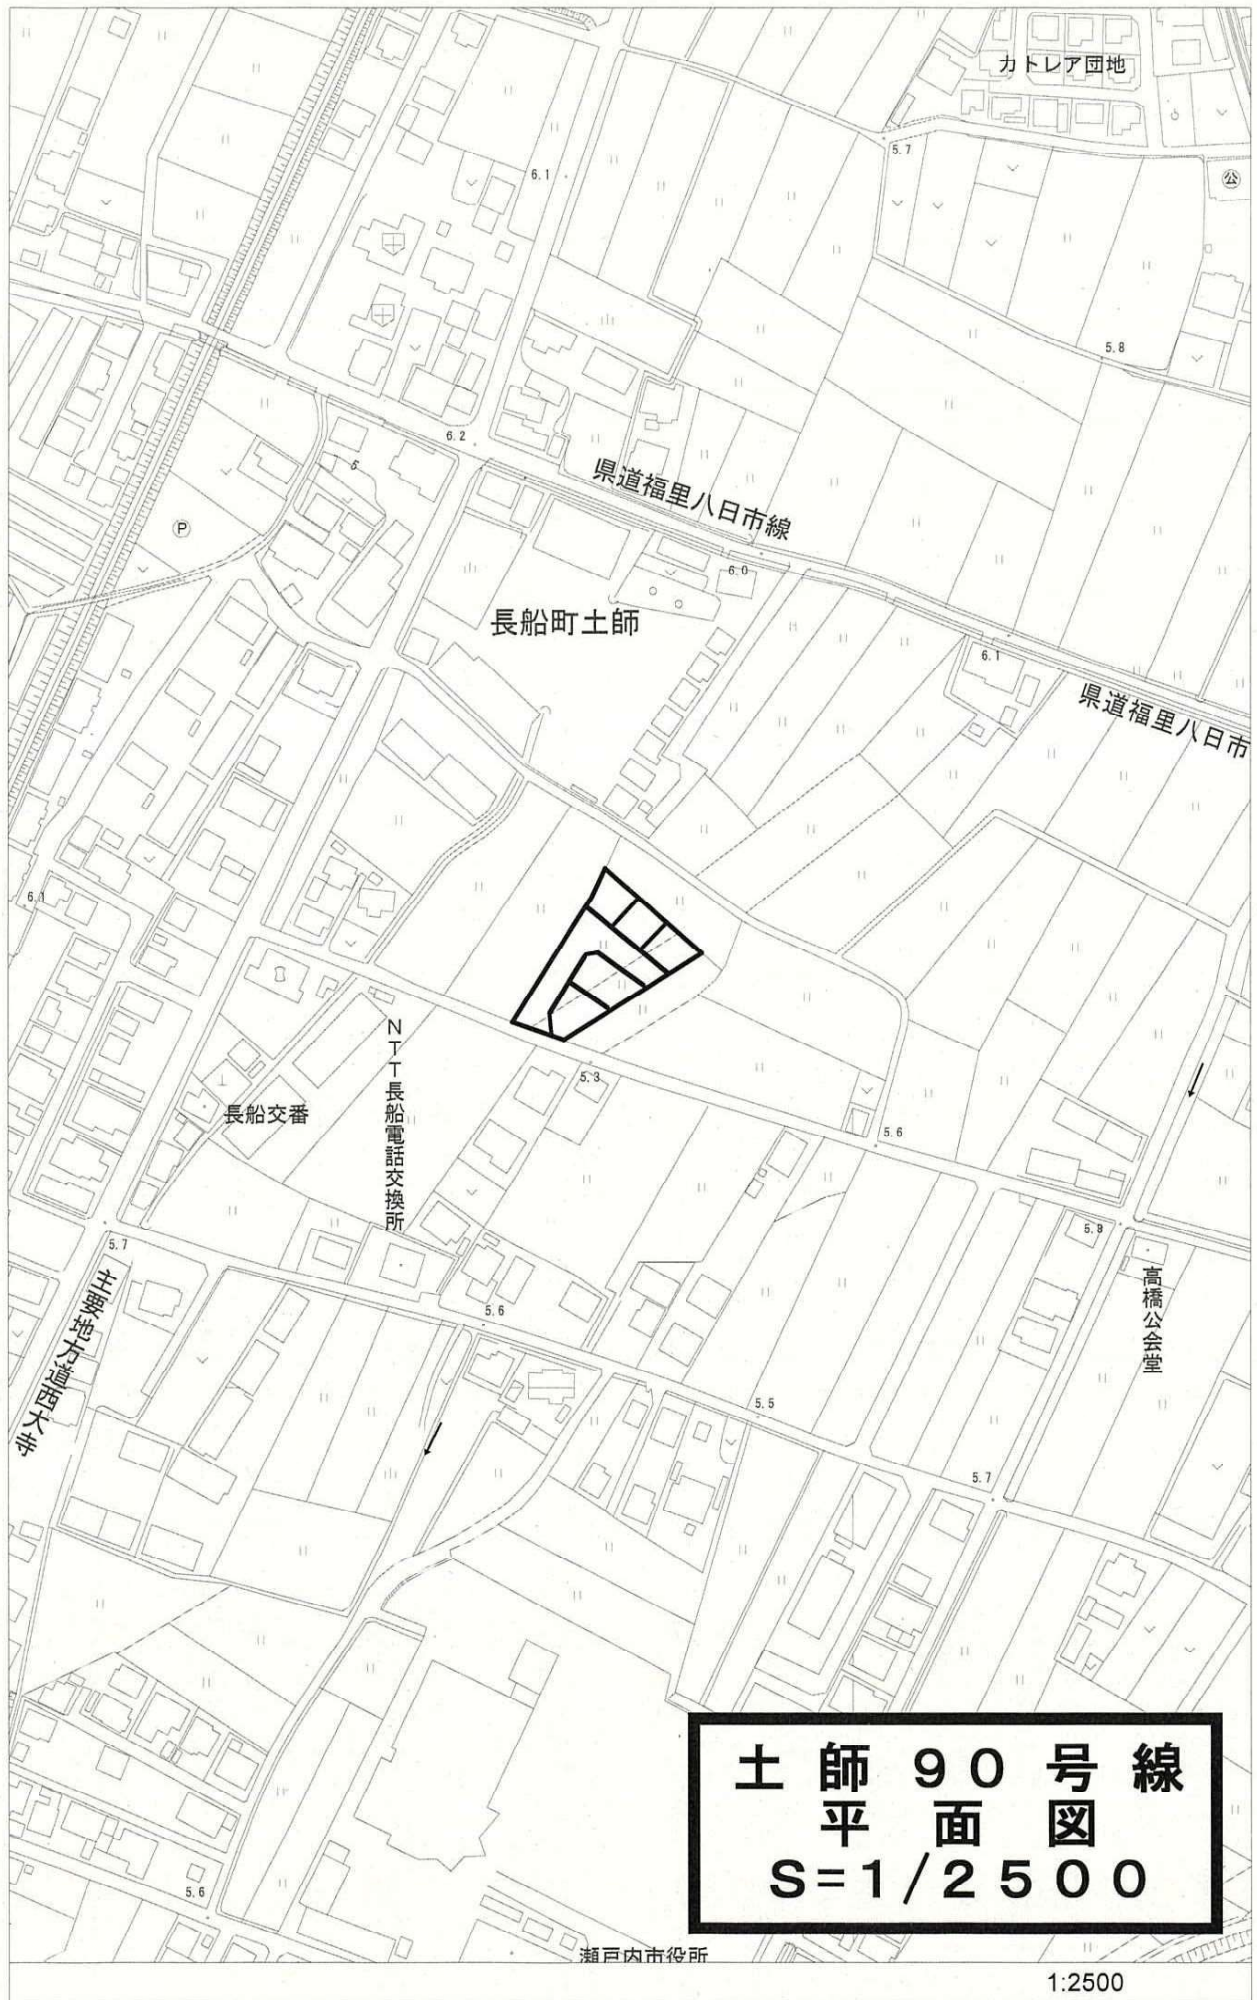 カトレア団地
5.7
公
6.1
5.8
6.2
5
県道福里八日市線
P
6.0
長船町土師
6.1
県道福里八日市
6.1
NTT長船電話交換所
5.3
長船交番
5.6
5.7
5.8
主要地方道西大寺
高橋公会堂
5.6
5.5
5.7
土師90号線
平面図
S=1/2500
5.6
瀬戸内市役所
1:2500